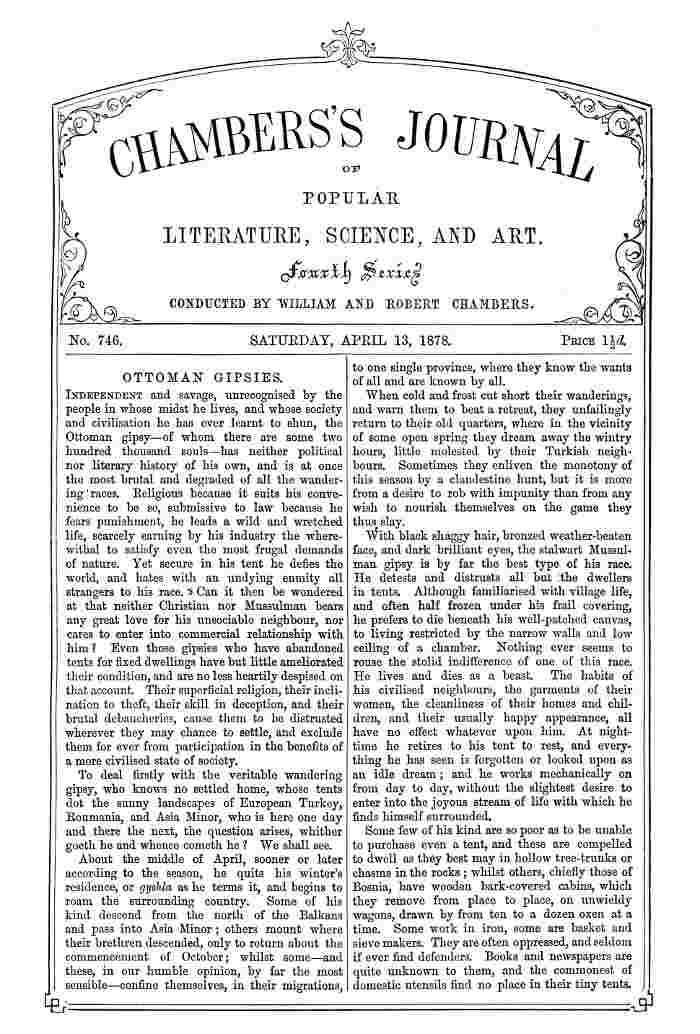 CHAMBERS'S JOURNAL
OF
POPULAR
LITERATURE, SCIENCE, AND ART.
Fourth Series
CONDUCTED BY WILLIAM AND ROBERT CHAMBERS.
No. 746.
SATURDAY, APRIL 13, 1878.
PRICE 1½d.
OTTOMAN GIPSIES.
INDEPENDENT and savage, unrecognised by the
people in whose midst he lives, and whose society
and civilisation he has ever learnt to shun, the
Ottoman gipsy—of whom there are some two
hundred thousand souls—has neither political
nor literary history of his own, and is at once
the most brutal and degraded of all the wander-
ing races. Religious because it suits his conve-
nience to be so, submissive to law because he
fears punishment, he leads a wild and wretched
life, scarcely earning by his industry the where-
withal to satisfy even the most frugal demands
of nature. Yet secure in his tent he defies the
world, and hates with an undying enmity all
strangers to his race. Can it then be wondered
at that neither Christian nor Mussulman bears
any great love for his unsociable neighbour, nor
cares to enter into commercial relationship with
him? Even those gipsies who have abandoned
tents for fixed dwellings have but little ameliorated
their condition, and are no less heartily despised on
that account. Their superficial religion, their incli-
nation to theft, their skill in deception, and their
brutal debaucheries, cause them to be distrusted
wherever they may chance to settle, and exclude
them for ever from participation in the benefits of
a more civilised state of society.
To deal firstly with the veritable wandering
gipsy, who knows no settled home, whose tents
dot the sunny landscapes of European Turkey,
Roumania, and Asia Minor, who is here one day
and there the next, the question arises, whither
goeth he and whence cometh he? We shall see.
About the middle of April, sooner or later
according to the season, he quits his winter's
residence, or gyshla as he terms it, and begins to
roam the surrounding country. Some of his
kind descend from the north of the Balkans
and pass into Asia Minor; others mount where
their brethren descended, only to return about the
commencement of October; whilst some—and
these, in our humble opinion, by far the most
sensible—confine themselves, in their migrations,
to one single province, where they know the wants
of all and are known by all.
When cold and frost cut short their wanderings,
and warn them to beat a retreat, they unfailingly
return to their old quarters, where in the vicinity
of some open spring they dream away the wintry
hours, little molested by their Turkish neigh-
bours. Sometimes they enliven the monotony of
this season by a clandestine hunt, but it is more
from a desire to rob with impunity than from any
wish to nourish themselves on the game they
thus slay.
With black shaggy hair, bronzed weather-beaten
face, and dark brilliant eyes, the stalwart Mussul-
man gipsy is by far the best type of his race.
He detests and distrusts all but the dwellers
in tents. Although familiarised with village life,
and often half frozen under his frail covering,
he prefers to die beneath his well-patched canvas,
to living restricted by the narrow walls and low
ceiling of a chamber. Nothing ever seems to
rouse the stolid indifference of one of this race.
He lives and dies as a beast. The habits of
his civilised neighbours, the garments of their
women, the cleanliness of their homes and chil-
dren, and their usually happy appearance, all
have no effect whatever upon him. At night-
time he retires to his tent to rest, and every-
thing he has seen is forgotten or looked upon as
an idle dream; and he works mechanically on
from day to day, without the slightest desire to
enter into the joyous stream of life with which he
finds himself surrounded.
Some few of his kind are so poor as to be unable
to purchase even a tent, and these are compelled
to dwell as they best may in hollow tree-trunks or
chasms in the rocks; whilst others, chiefly those of
Bosnia, have wooden bark-covered cabins, which
they remove from place to place, on unwieldy
wagons, drawn by from ten to a dozen oxen at a
time. Some work in iron, some are basket and
sieve makers. They are often oppressed, and seldom
if ever find defenders. Books and newspapers are
quite unknown to them, and the commonest of
domestic utensils find no place in their tiny tents.